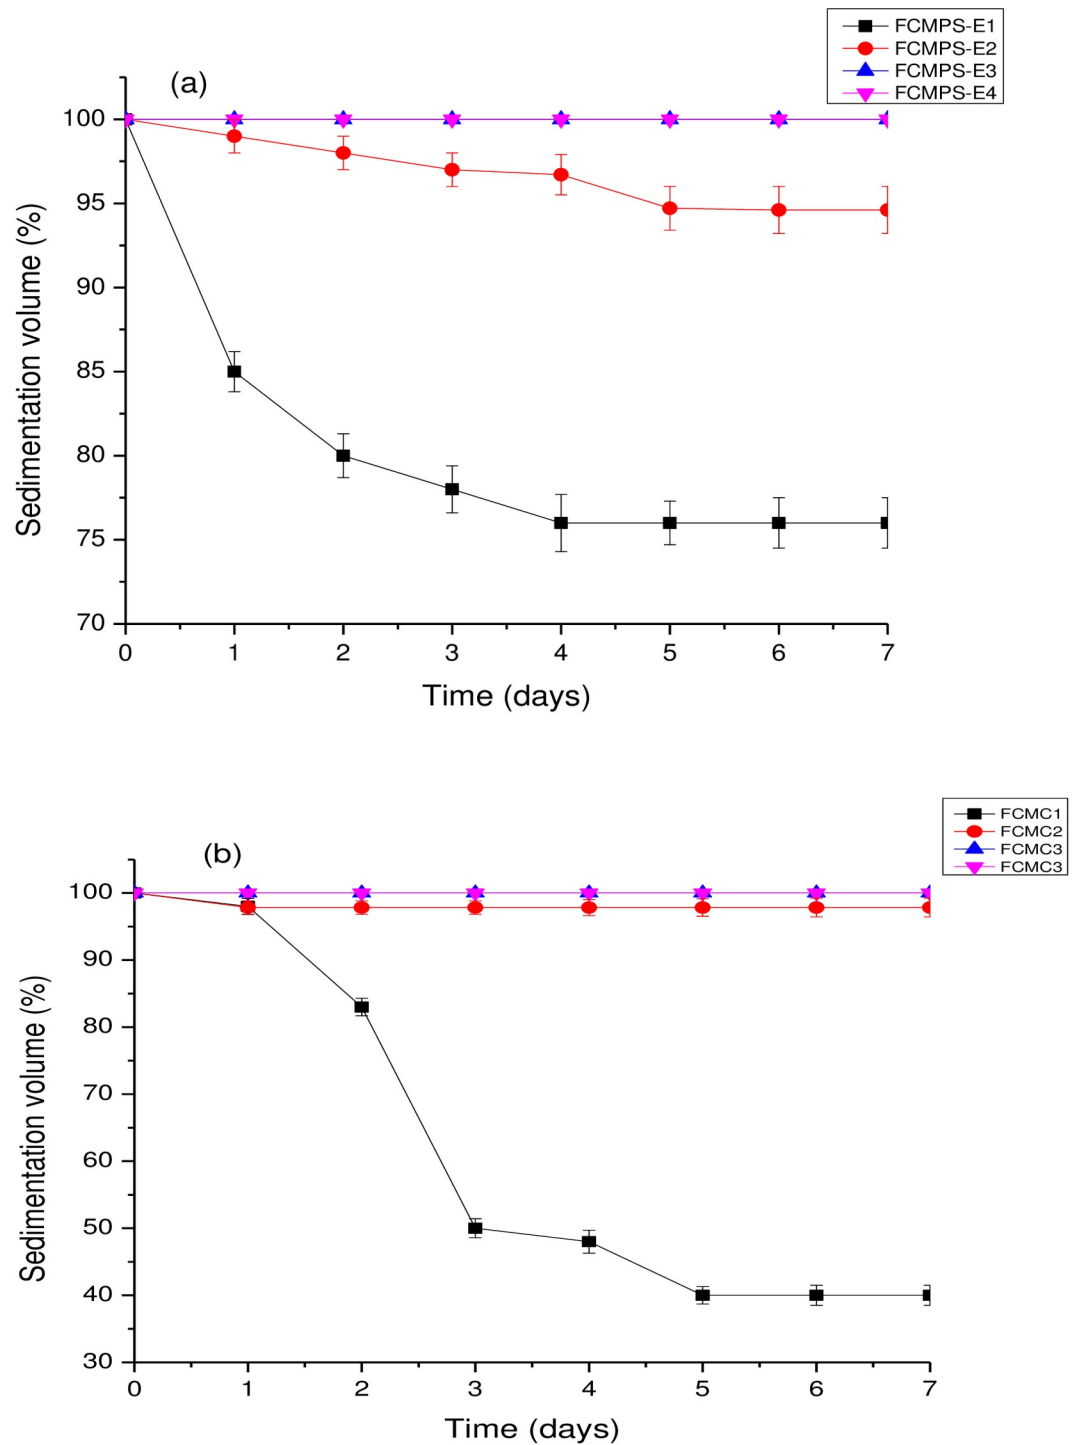 FCMPS-E1
FCMPS-E2
FCMPS-E3
FCMPS-E4
(a)
100
95
90
85
80
75
70
Sedimentation volume (%)
0 1 2 3 4 5 6 7
Time (days)
FCMC1
FCMC2
FCMC3
FCMC3
(b)
100
90
80
70
60
50
40
30
Sedimentation volume (%)
0 1 2 3 4 5 6 7
Time (days)